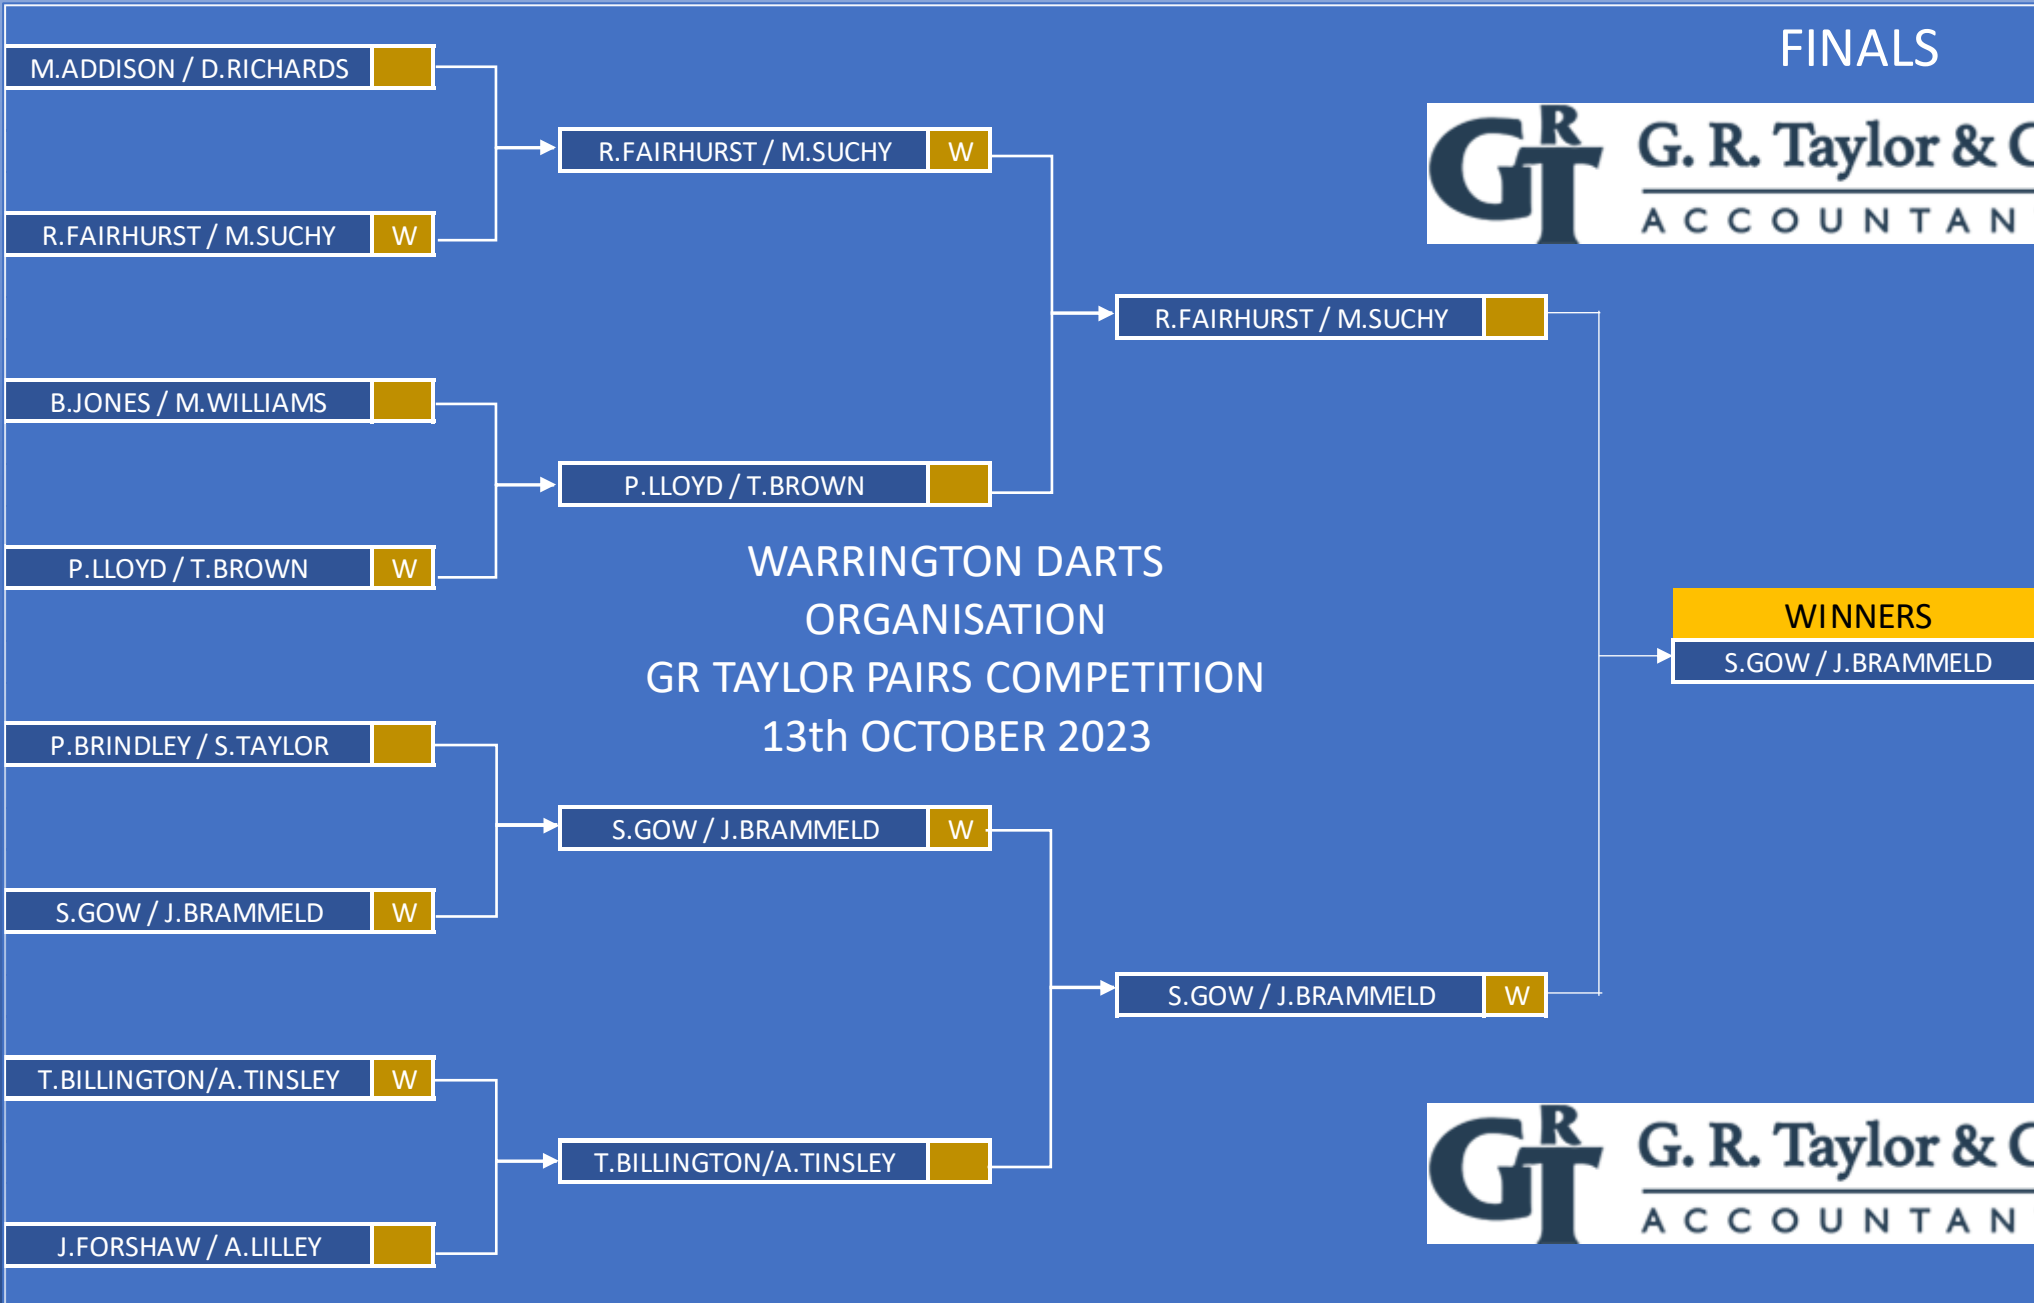 FINALS
M.ADDISON / D.RICHARDS
R.FAIRHURST / M.SUCHY W
B.JONES / M.WILLIAMS
P.LLOYD / T.BROWN W
P.BRINDLEY / S.TAYLOR
S.GOW / J.BRAMMELD W
T.BILLINGTON/A.TINSLEY W
J.FORSHAW / A.LILLEY
R.FAIRHURST / M.SUCHY W
P.LLOYD / T.BROWN
WARRINGTON DARTS
ORGANISATION
GR TAYLOR PAIRS COMPETITION
13th OCTOBER 2023
S.GOW / J.BRAMMELD W
T.BILLINGTON/A.TINSLEY
R.FAIRHURST / M.SUCHY
S.GOW / J.BRAMMELD W
GRT
G. R. Taylor & C
ACCOUNTAN
WINNERS
S.GOW / J.BRAMMELD
GRT
G. R. Taylor & C
ACCOUNTAN